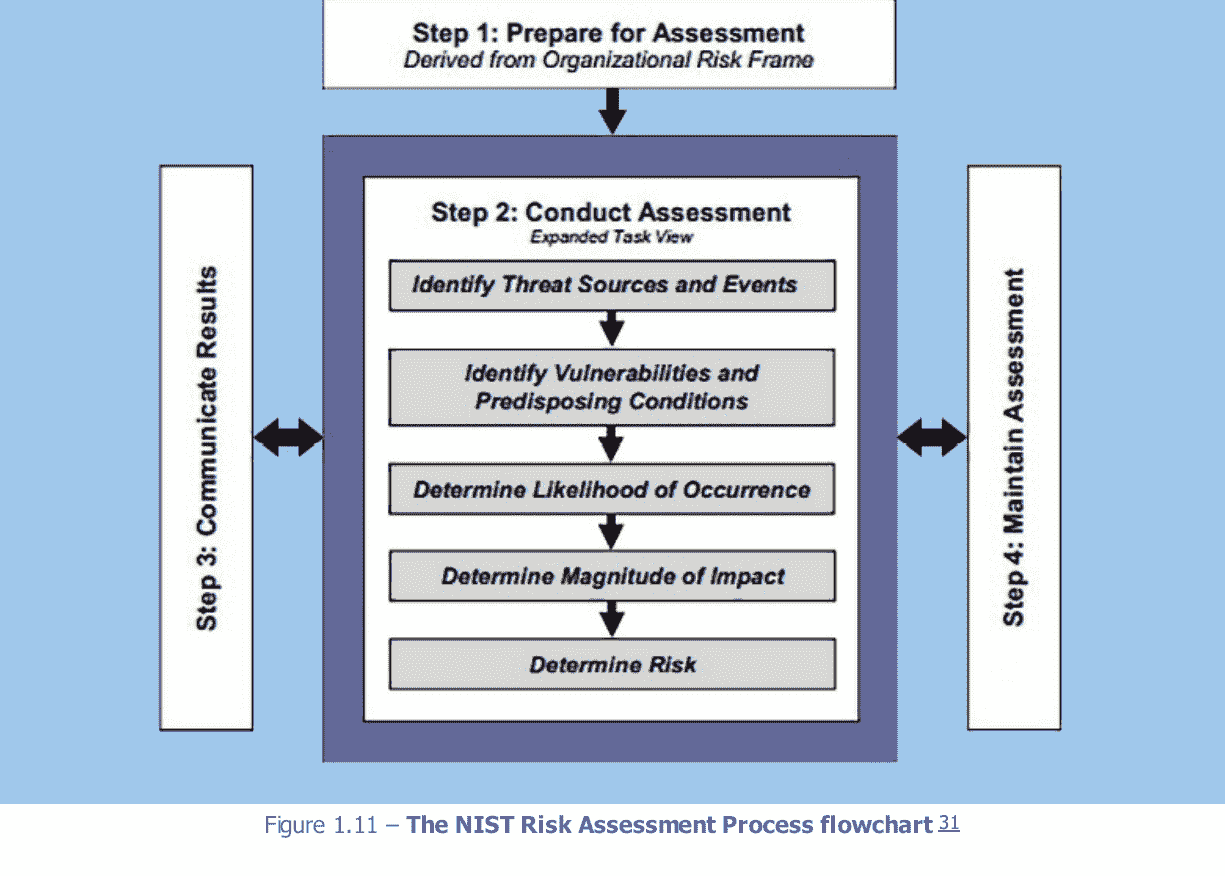 Step 1: Prepare for Assessment
Derived from Organizational Risk Frame
Step 3: Communicate Results
Step 2: Conduct Assessment
Expanded Task View
Identify Threat Sources and Events
Identify Vulnerabilities and
Predisposing Conditions
Determine Likelihood of Occurrence
Determine Magnitude of Impact
Determine Risk
Step 4: Maintain Assessment
Figure 1.11 – The NIST Risk Assessment Process flowchart 31